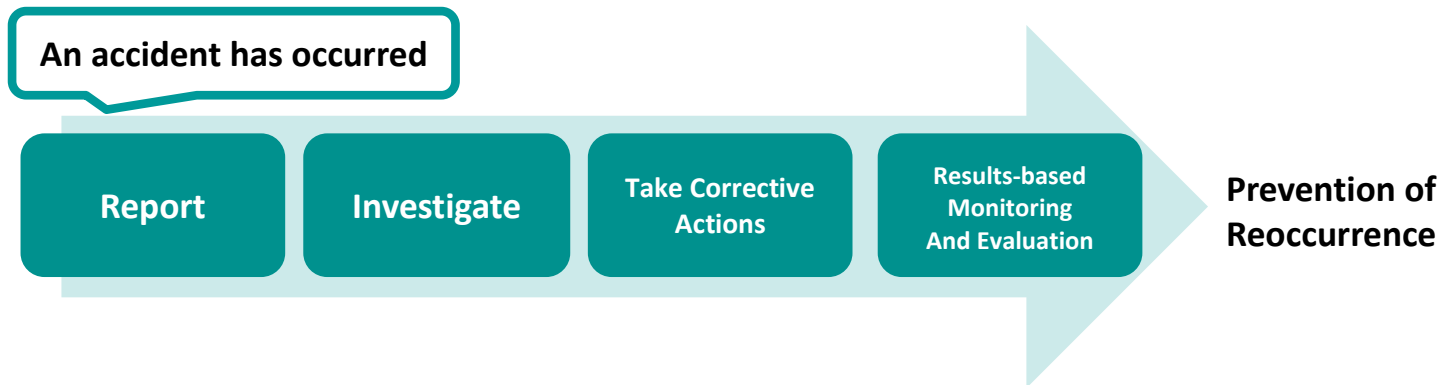 An accident has occurred
Report
Investigate
Take Corrective
Actions
Results-based
Monitoring
And Evaluation
Prevention of
Reoccurrence